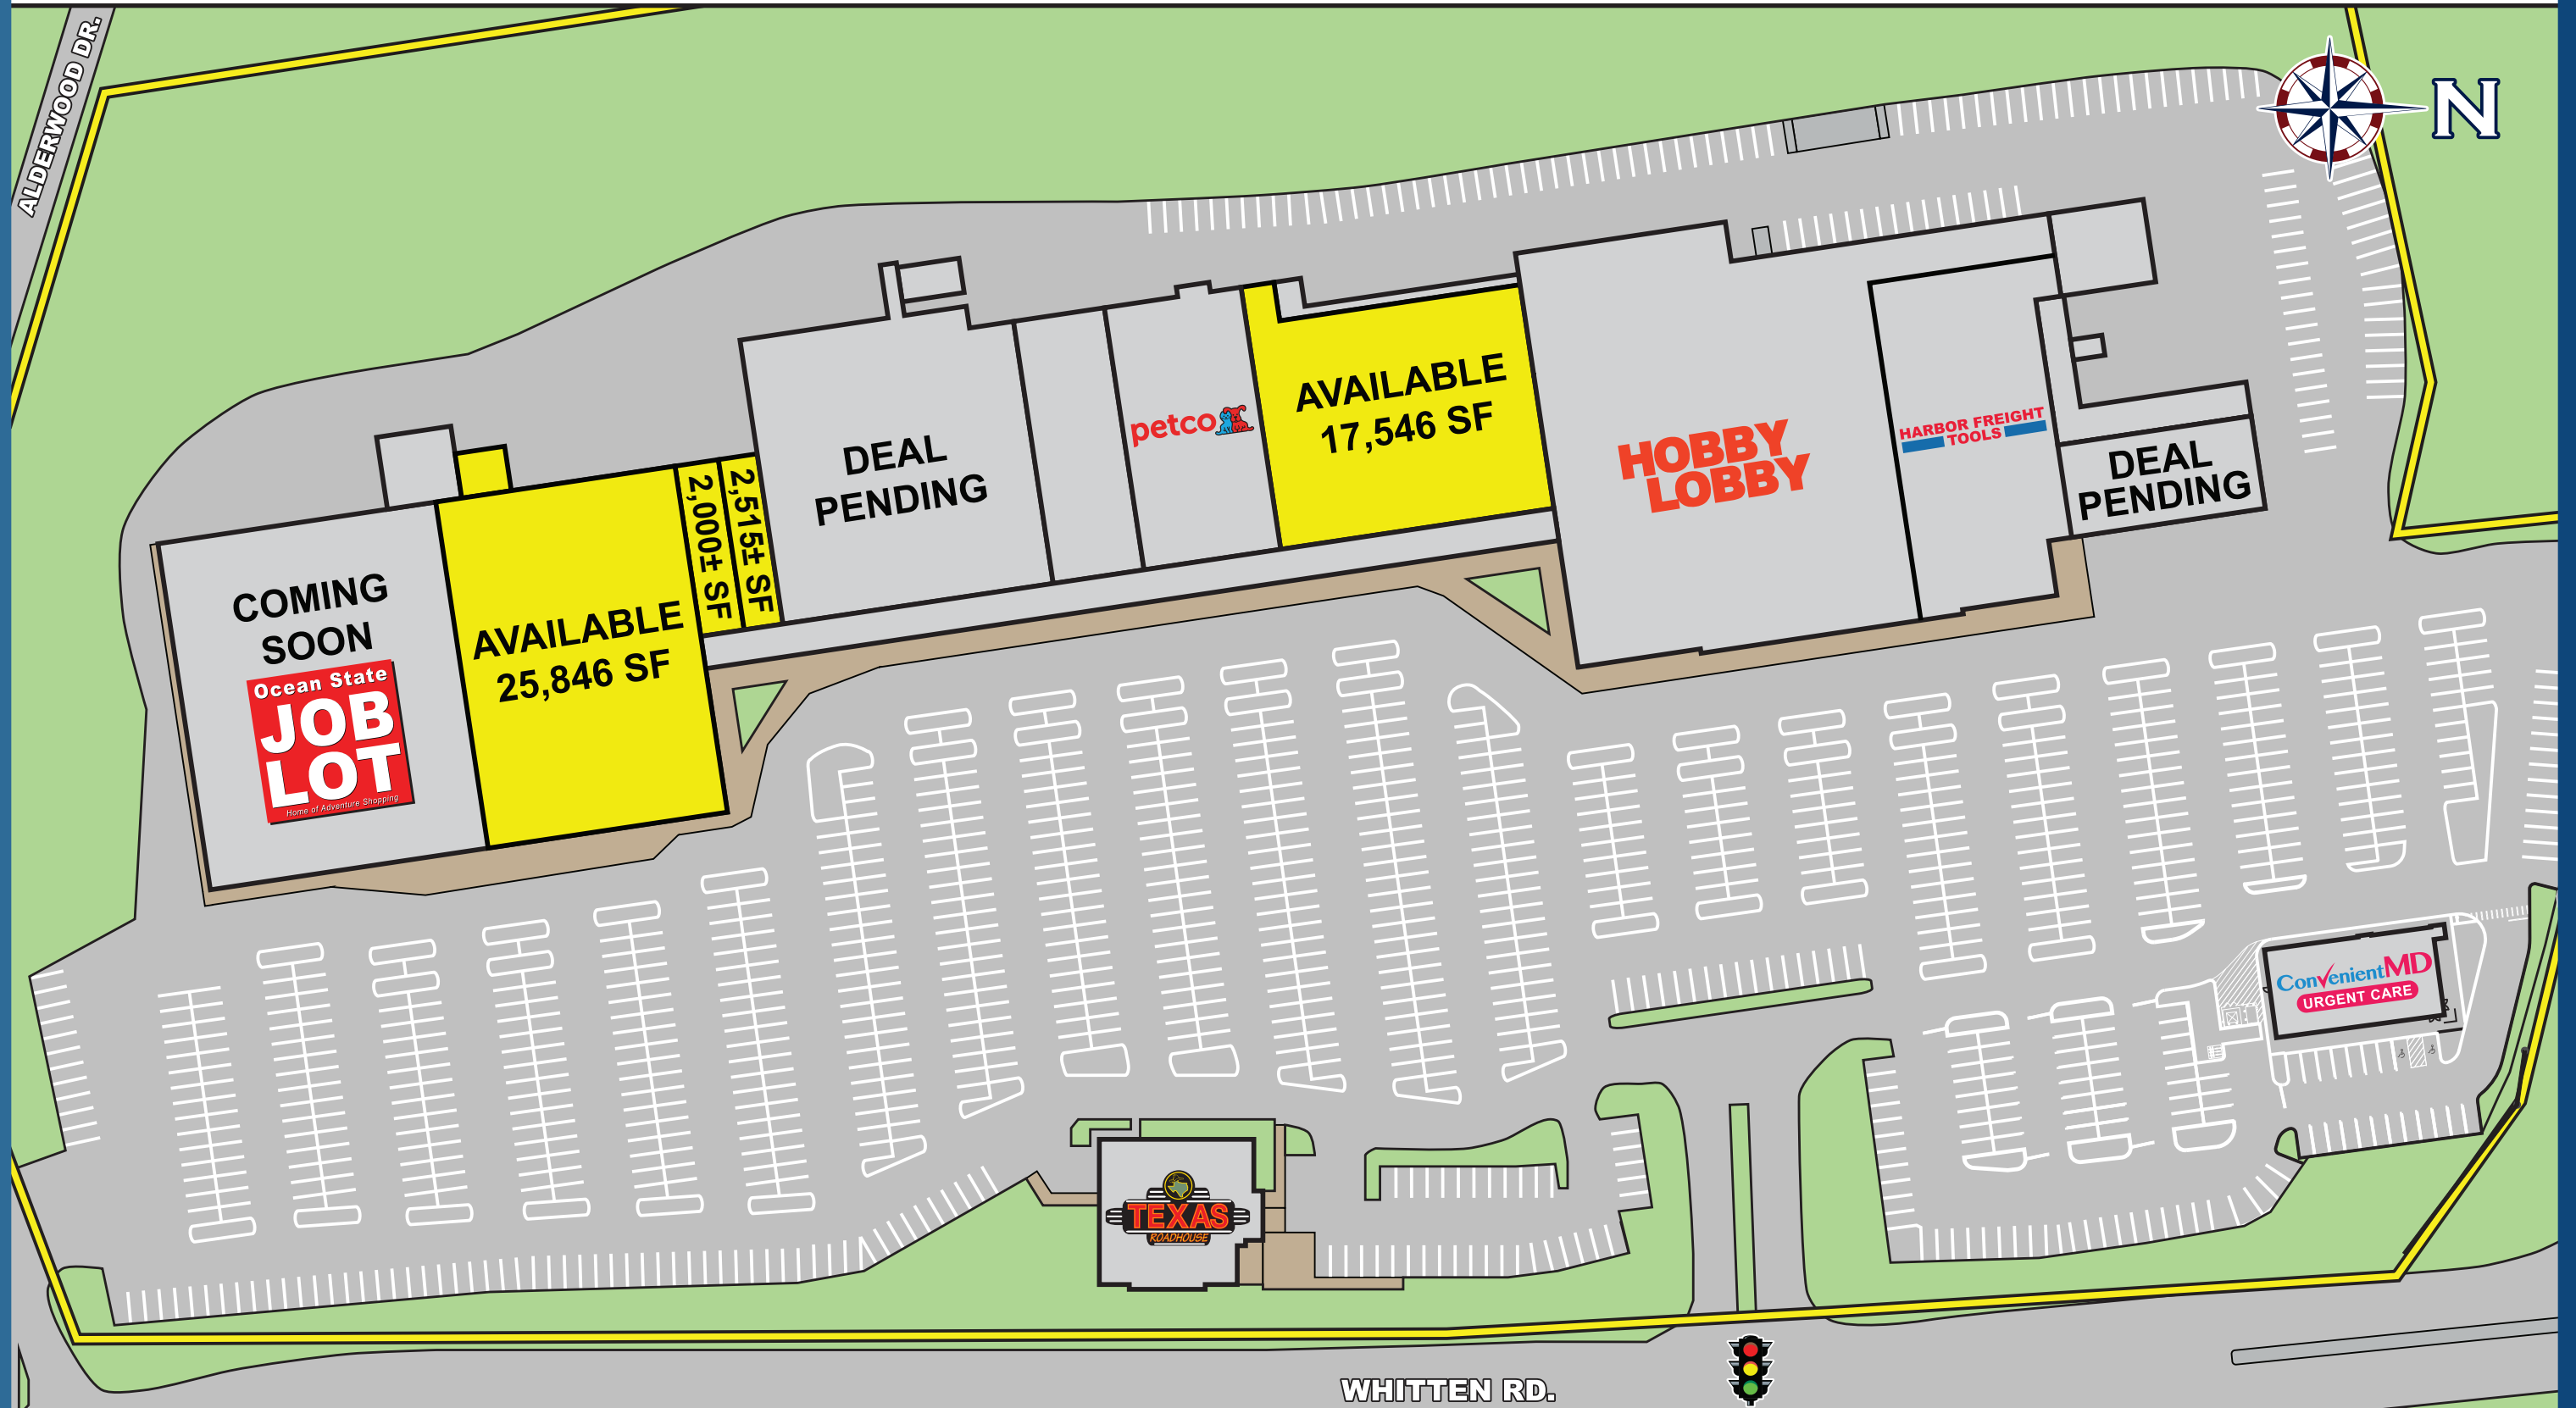 ALDERWOOD DR.
N
COMING
SOON
Ocean State
JOB
LOT
Home of Adventure Shopping
AVAILABLE
25,846 SF
2,000± SF
2,515± SF
DEAL
PENDING
petco
AVAILABLE
17,546 SF
HOBBY
LOBBY
HARBOR FREIGHT
TOOLS
DEAL
PENDING
ConvenientMD
URGENT CARE
TEXAS
ROADHOUSE
WHITTEN RD.